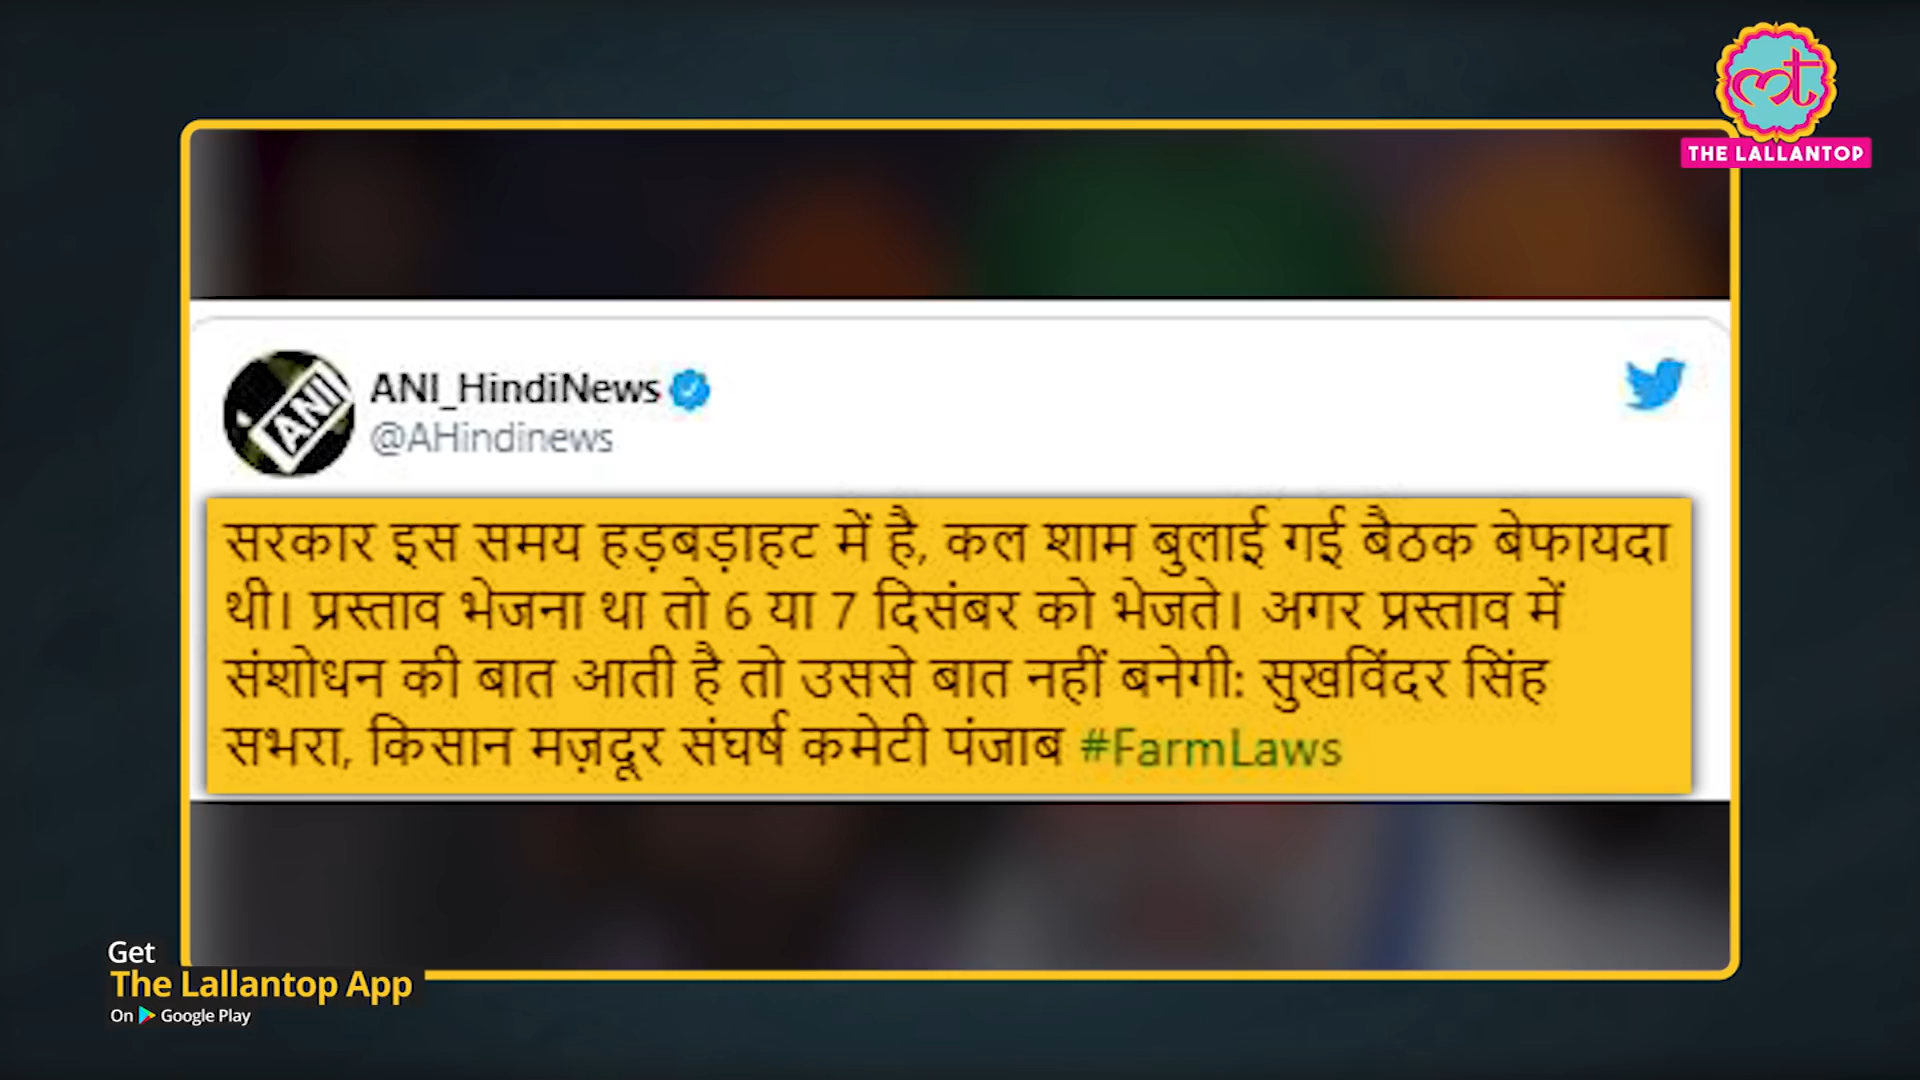 THE LALLANTOP
ANI_HindiNews
@AHindinews
सरकार इस समय हड़बड़ाहट में है, कल शाम बुलाई गई बैठक बेफायदा
थी। प्रस्ताव भेजना था तो 6 या 7 दिसंबर को भेजते। अगर प्रस्ताव में
संशोधन की बात आती है तो उससे बात नहीं बनेगी: सुखविंदर सिंह
सभरा, किसान मज़दूर संघर्ष कमेटी पंजाब #FarmLaws
Get
The Lallantop App
On Google Play